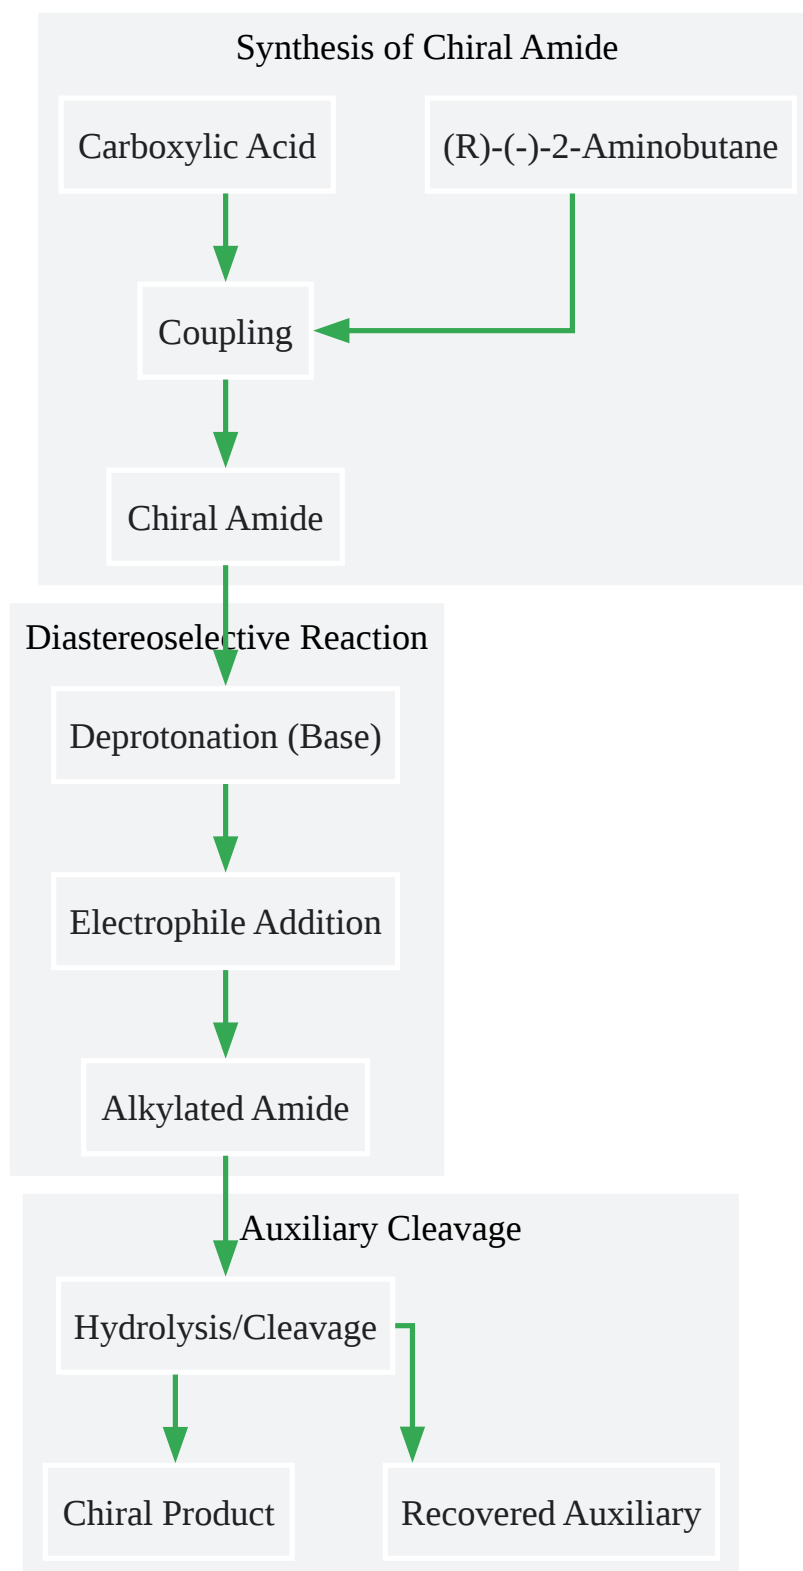 Synthesis of Chiral Amide
Carboxylic Acid
(R)-(-)-2-Aminobutane
Coupling
Chiral Amide
Diastereoselective Reaction
Deprotonation (Base)
Electrophile Addition
Alkylated Amide
Auxiliary Cleavage
Hydrolysis/Cleavage
Chiral Product
Recovered Auxiliary